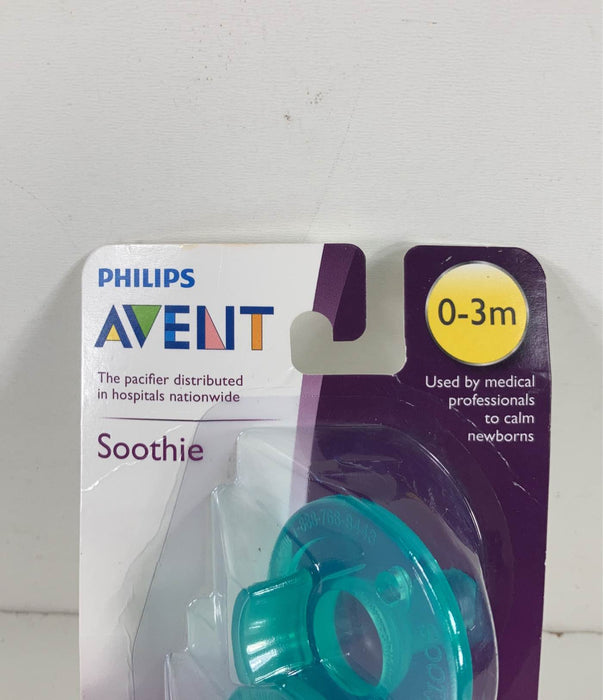 PHILIPS
AVENT
The pacifier distributed
in hospitals nationwide
Soothie
0-3m
Used by medical
professionals
to calm
newborns